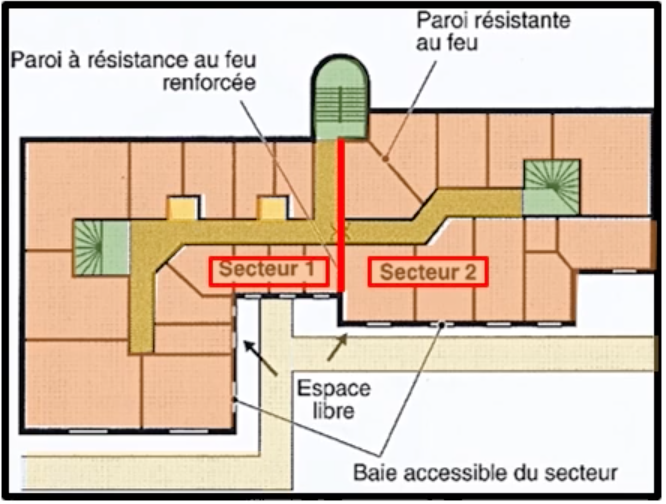 Paroi résistante
au feu
Paroi à résistance au feu
renforcée
Secteur 1
Secteur 2
Espace
libre
Baie accessible du secteur